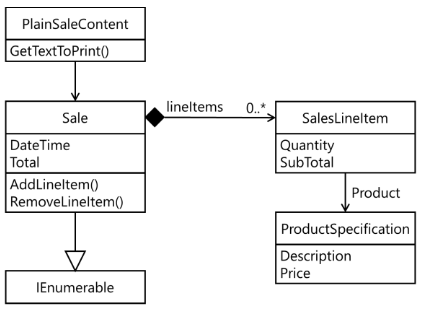 PlainSaleContent
GetTextToPrint()
Sale
DateTime
Total
AddLineItem()
RemoveLineItem()
IEnumerable
lineItems
0..*
SalesLineItem
Quantity
SubTotal
Product
ProductSpecification
Description
Price